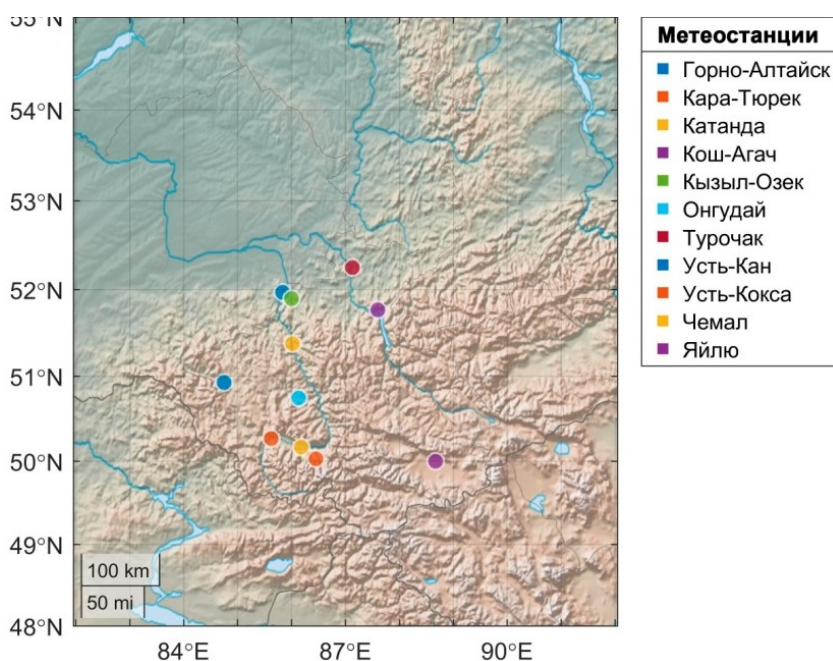 55°N
54°N
53°N
52°N
51°N
50°N
49°N
48°N
100 km
50 mi
84°E
87°E
90°E
Метеостанции
Горно-Алтайск
Кара-Тюрек
Катанда
Кош-Агач
Кызыл-Озек
Онгудай
Турочак
Усть-Кан
Усть-Кокса
Чемал
Яйлю